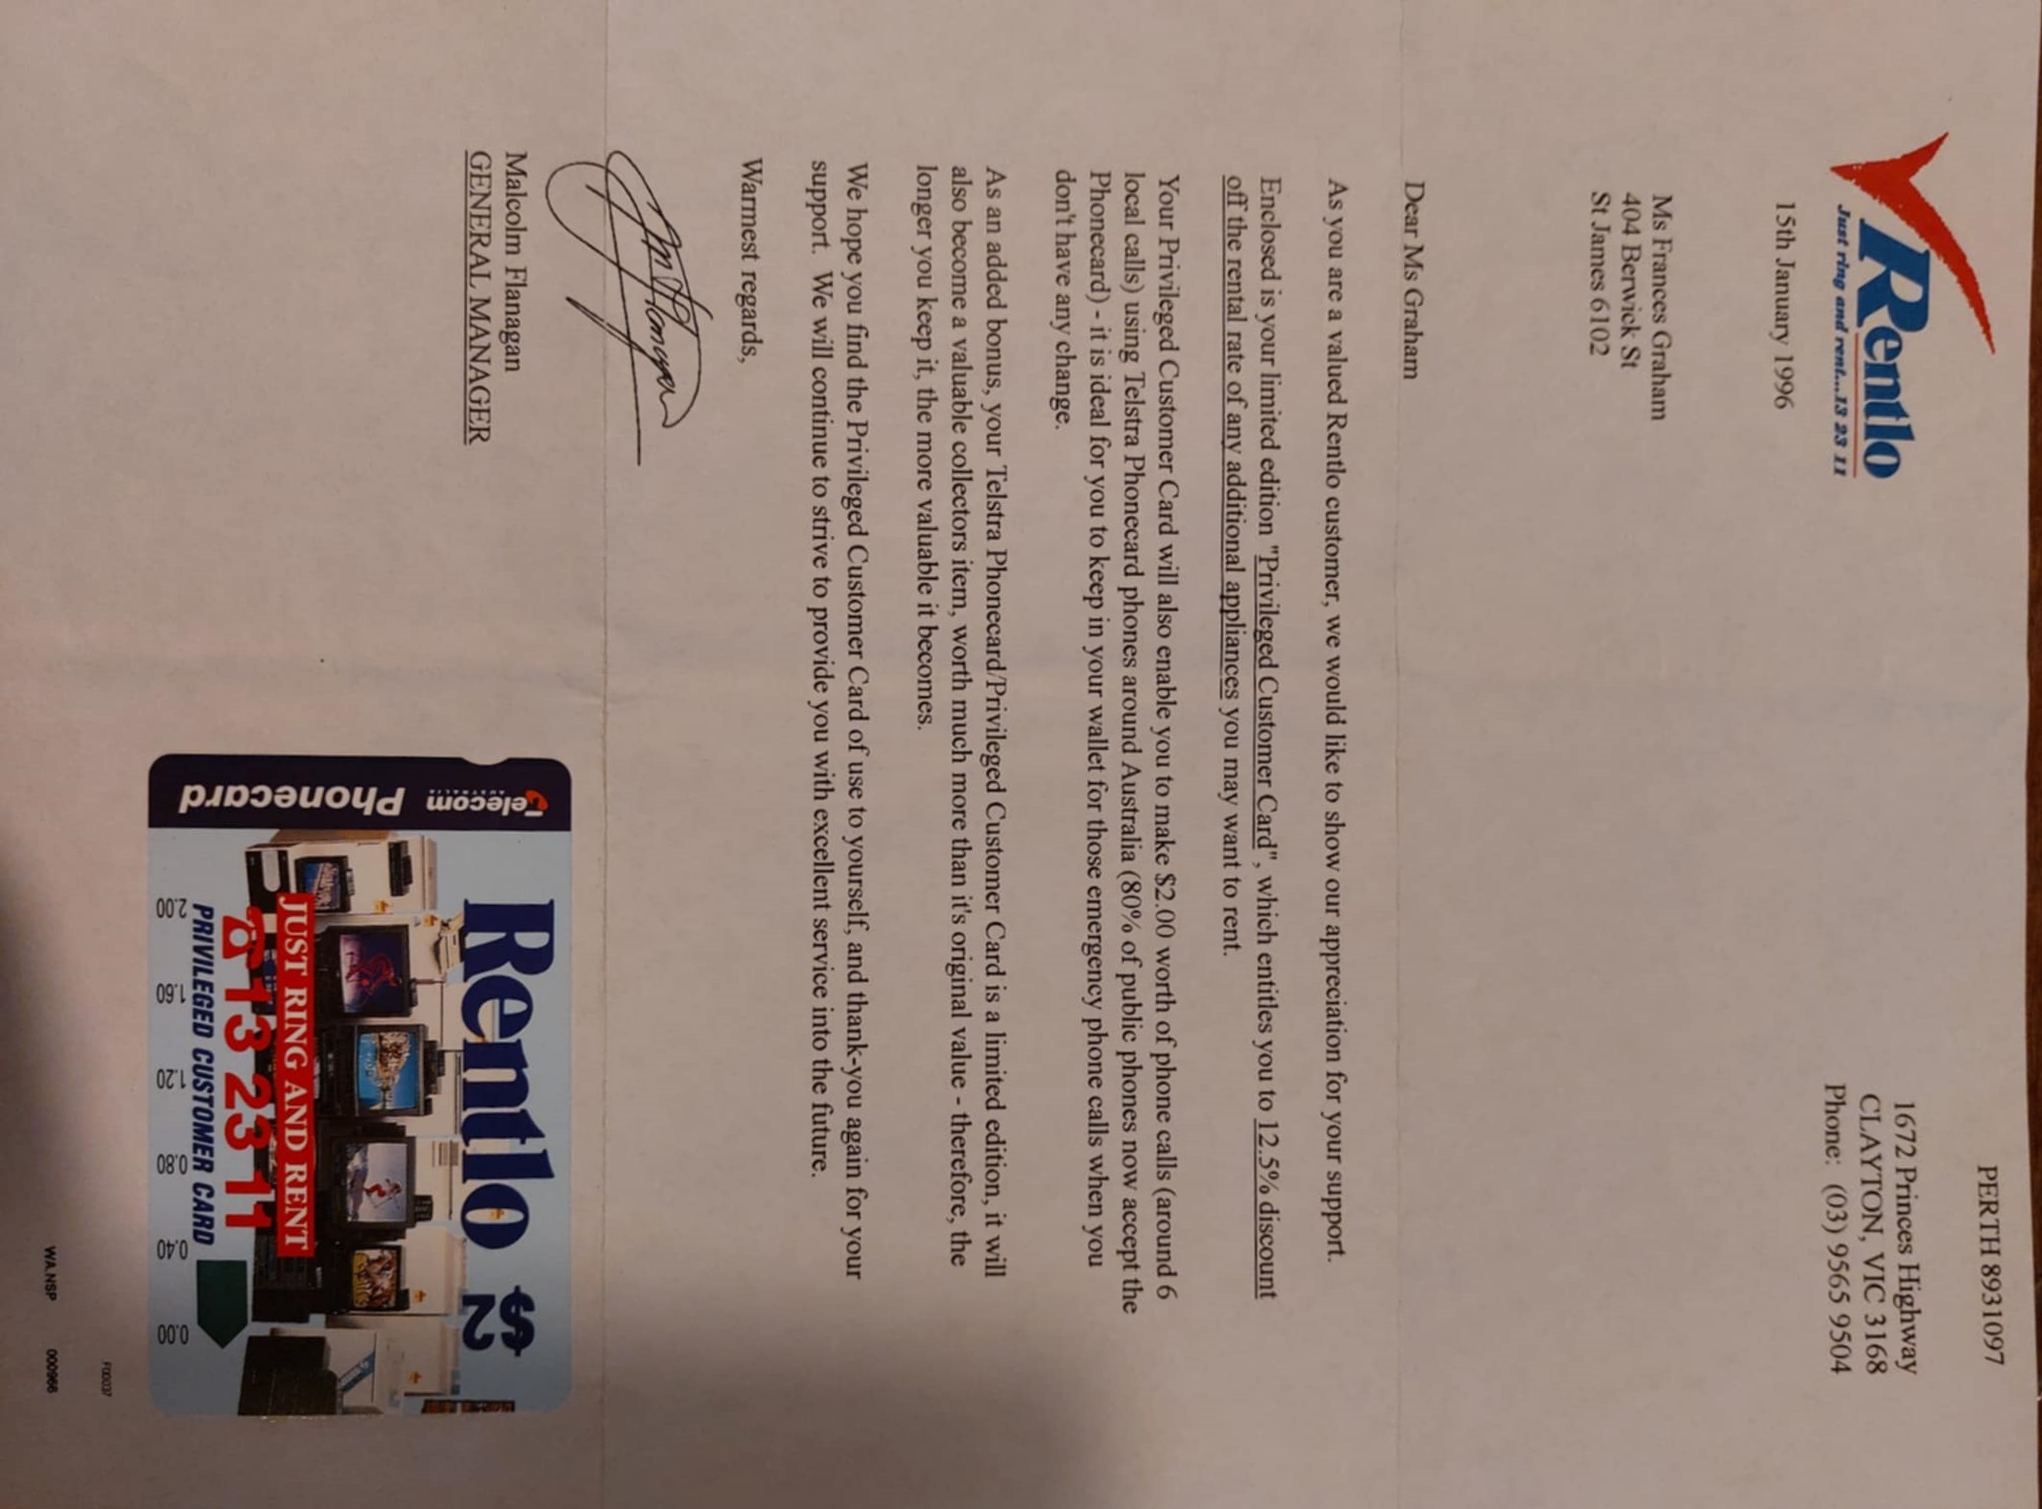 PERTH 8931097
Rentlo
Just ring and rent...13 23 11
1672 Princes Highway
CLAYTON, VIC 3168
Phone: (03) 9565 9504
15th January 1996
Ms Frances Graham
404 Berwick St
St James 6102
Dear Ms Graham
As you are a valued Rentlo customer, we would like to show our appreciation for your support.
Enclosed is your limited edition "Privileged Customer Card", which entitles you to 12.5% discount
off the rental rate of any additional appliances you may want to rent.
Your Privileged Customer Card will also enable you to make $2.00 worth of phone calls (around 6
local calls) using Telstra Phonecard phones around Australia (80% of public phones now accept the
Phonecard) - it is ideal for you to keep in your wallet for those emergency phone calls when you
don't have any change.
As an added bonus, your Telstra Phonecard/Privileged Customer Card is a limited edition, it will
also become a valuable collectors item, worth much more than it's original value - therefore, the
longer you keep it, the more valuable it becomes.
We hope you find the Privileged Customer Card of use to yourself, and thank-you again for your
support. We will continue to strive to provide you with excellent service into the future.
Warmest regards,
Malcolm Flanagan
GENERAL MANAGER
Telecom
AUSTRALIA
Phonecard
Rentlo $2
JUST RING AND RENT
13 23 11
PRIVILEGED CUSTOMER CARD
2.00 1.60 1.20 0.80 0.40 0.00
F00037
WA.NSP 000966